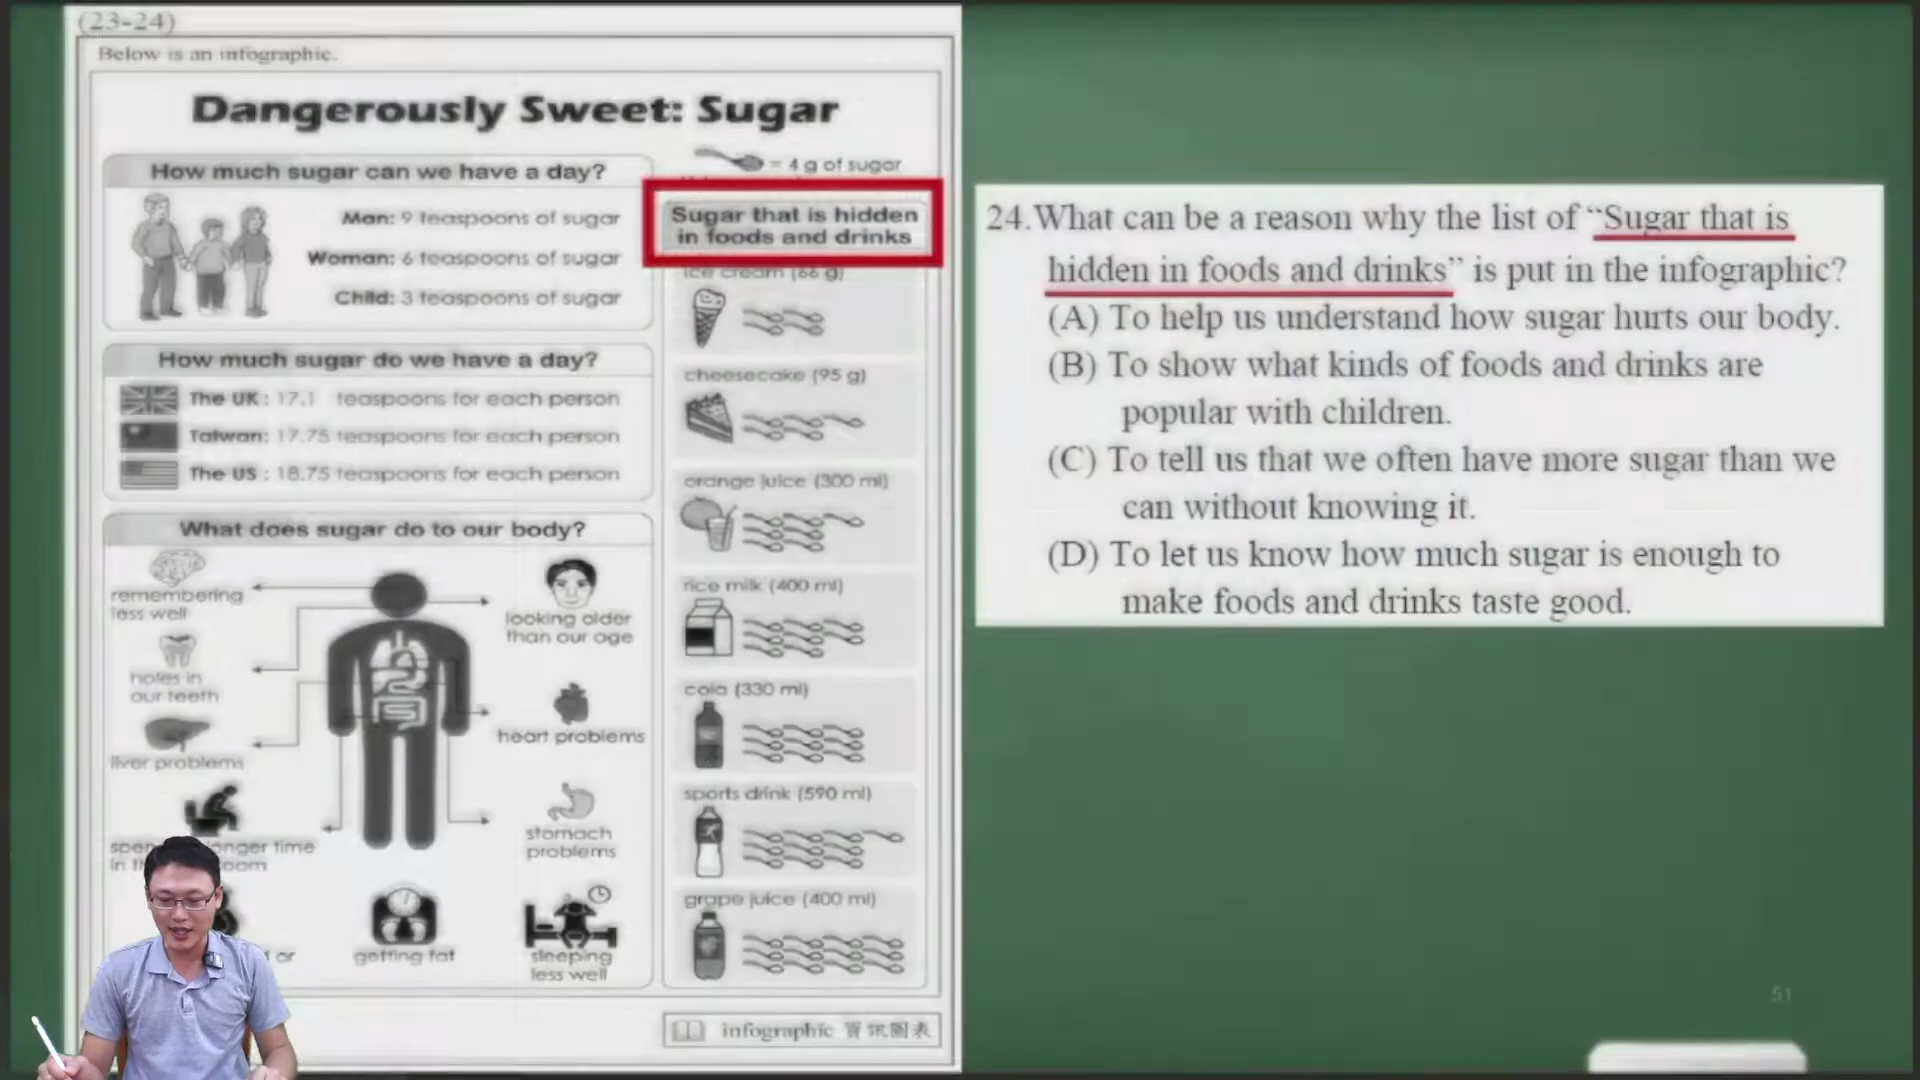 (23-24)
Below is an infographic.
Dangerously Sweet: Sugar
How much sugar can we have a day?
Man: 9 teaspoons of sugar
Woman: 6 teaspoons of sugar
Child: 3 teaspoons of sugar
How much sugar do we have a day?
The UK: 17.1 teaspoons for each person
Taiwan: 17.75 teaspoons for each person
The US: 18.75 teaspoons for each person
What does sugar do to our body?
remembering
less well
holes in
our teeth
liver problems
longer time
in
or
looking older
than our age
heart problems
stomach
problems
getting fat
sleeping
less well
= 4 g of sugar
Sugar that is hidden
in foods and drinks
ice cream (66 g)
cheesecake (95 g)
orange juice (300 ml)
rice milk (400 ml)
cola (330 ml)
sports drink (590 ml)
grape juice (400 ml)
infographic 資訊圖表
24.What can be a reason why the list of “Sugar that is
hidden in foods and drinks” is put in the infographic?
(A) To help us understand how sugar hurts our body.
(B) To show what kinds of foods and drinks are
popular with children.
(C) To tell us that we often have more sugar than we
can without knowing it.
(D) To let us know how much sugar is enough to
make foods and drinks taste good.
51